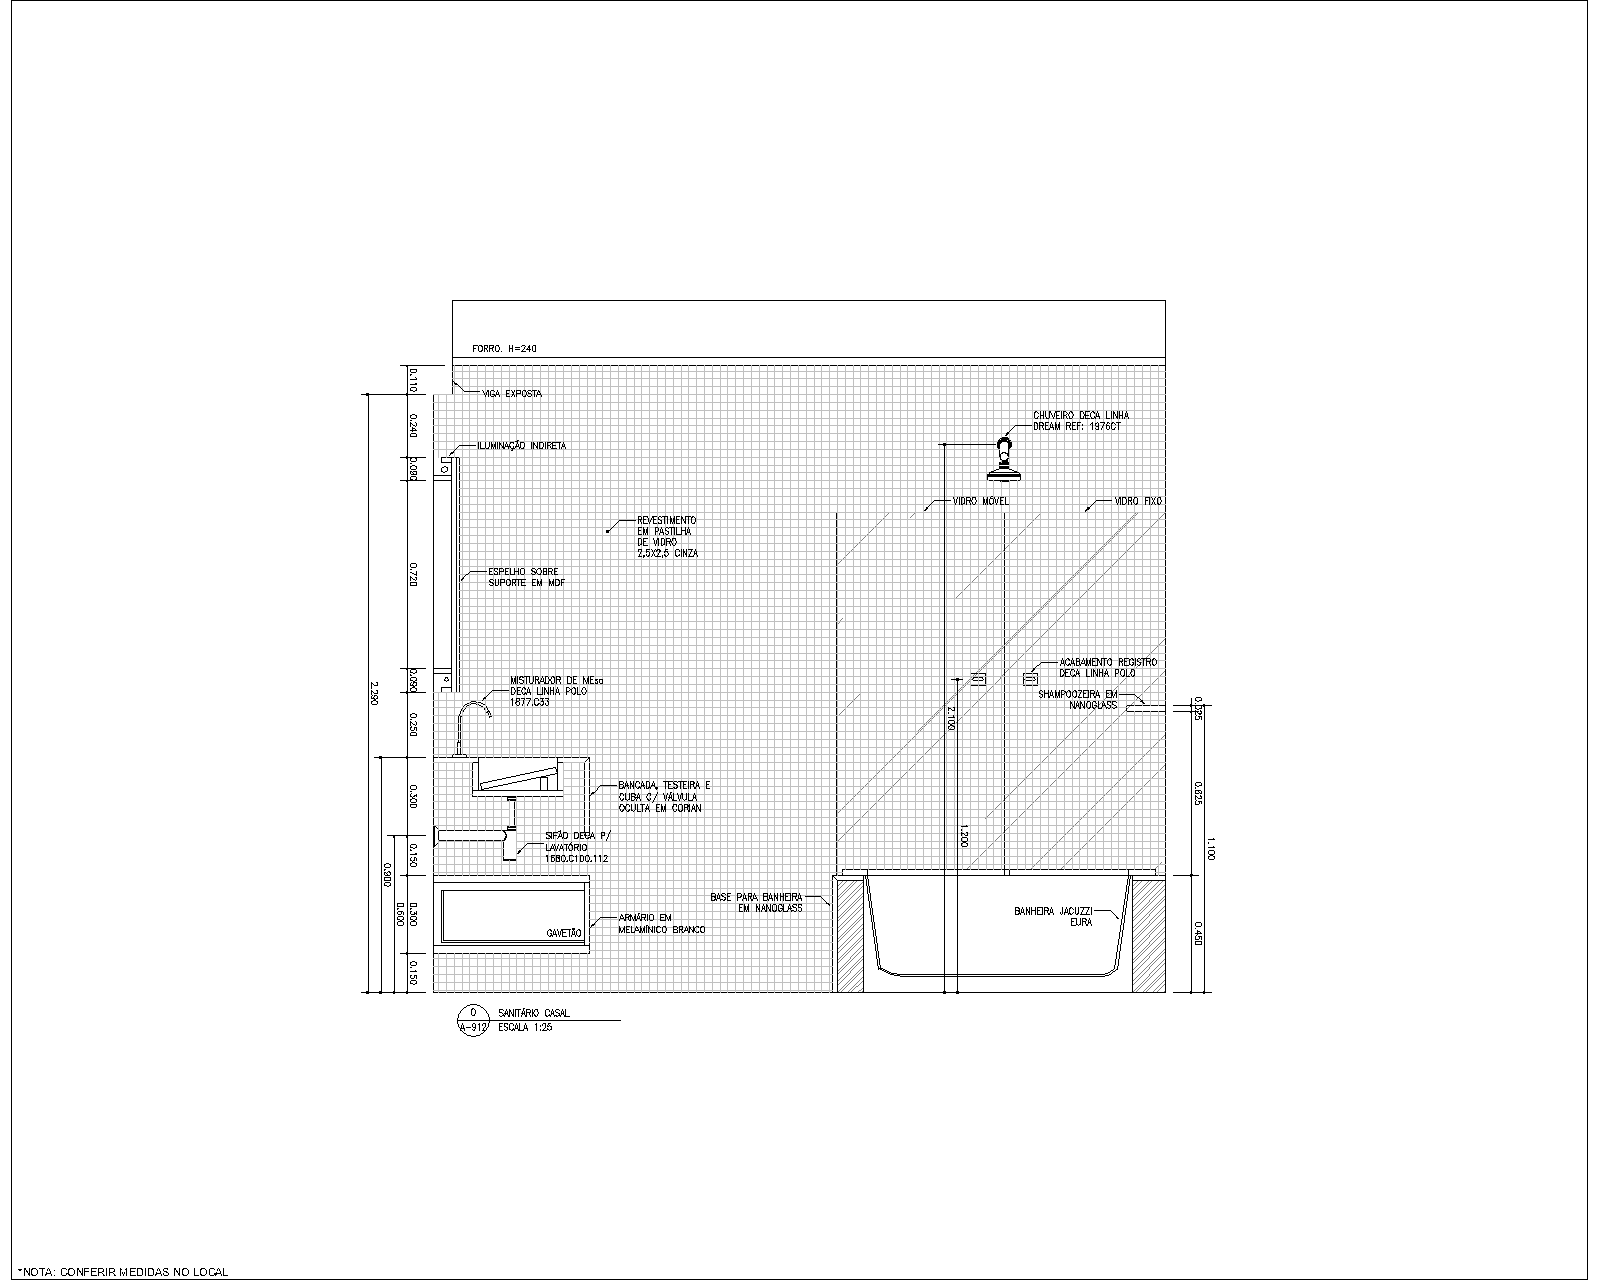 FORRO. H=240
VIGA EXPOSTA
ILUMINAÇÃO INDIRETA
CHUVEIRO DECA LINHA
DREAM REF: 1976CT
VIDRO MÓVEL
VIDRO FIXO
REVESTIMENTO
EM PASTILHA
DE VIDRO
2,5X2,5 CINZA
ESPELHO SOBRE
SUPORTE EM MDF
MISTURADOR DE MEsa
DECA LINHA POLO
1877.C33
ACABAMENTO REGISTRO
DECA LINHA POLO
SHAMPOOZEIRA EM
NANOGLASS
BANCADA, TESTEIRA E
CUBA C/ VÁLVULA
OCULTA EM CORIAN
SIFÃO DECA P/
LAVATÓRIO
1680.C100.112
BASE PARA BANHEIRA
EM NANOGLASS
BANHEIRA JACUZZI
EURA
ARMÁRIO EM
MELAMÍNICO BRANCO
GAVETÃO
0.110
0.240
0.090
0.720
0.090
0.250
0.300
0.150
0.300
0.150
2.290
0.900
0.600
2.100
1.200
0.025
0.625
1.100
0.450
0
A-912
SANITÁRIO CASAL
ESCALA 1:25
*NOTA: CONFERIR MEDIDAS NO LOCAL